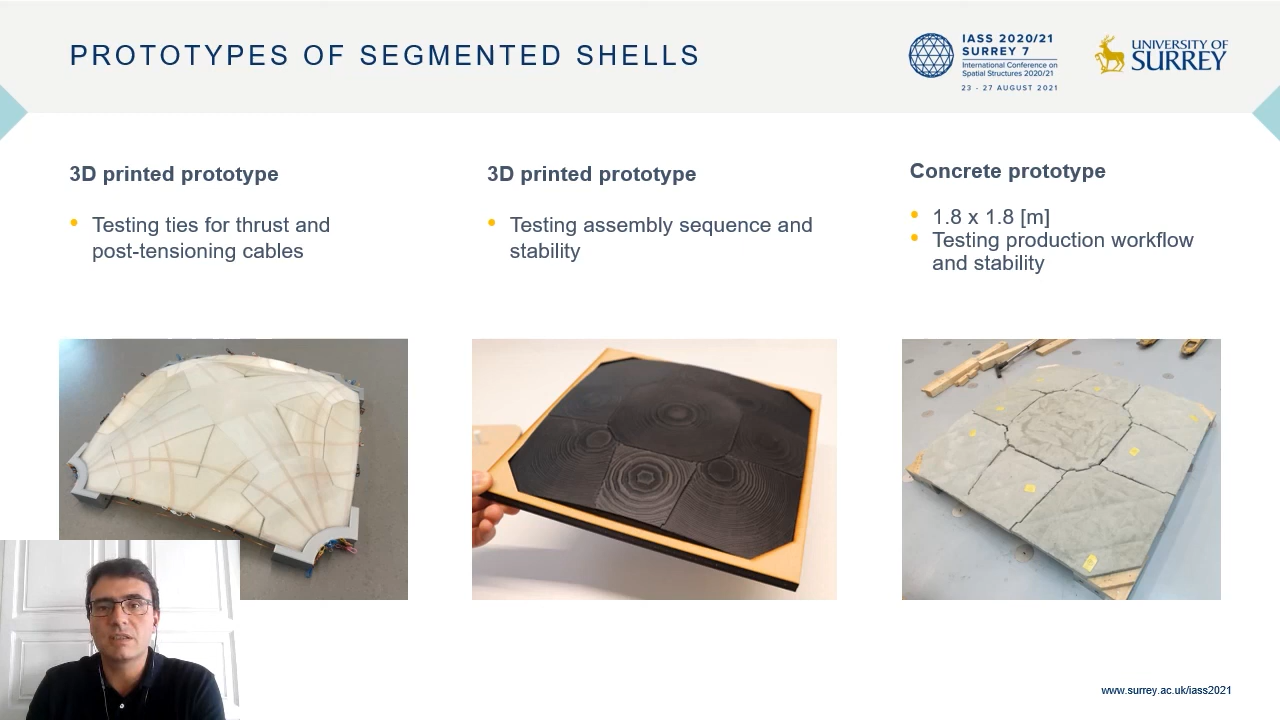 PROTOTYPES OF SEGMENTED SHELLS
IASS 2020/21
SURREY 7
International Conference on
Spatial Structures 2020/21
23 - 27 AUGUST 2021
UNIVERSITY OF
SURREY
3D printed prototype
• Testing ties for thrust and
post-tensioning cables
3D printed prototype
• Testing assembly sequence and
stability
Concrete prototype
• 1.8 x 1.8 [m]
• Testing production workflow
and stability
www.surrey.ac.uk/iass2021